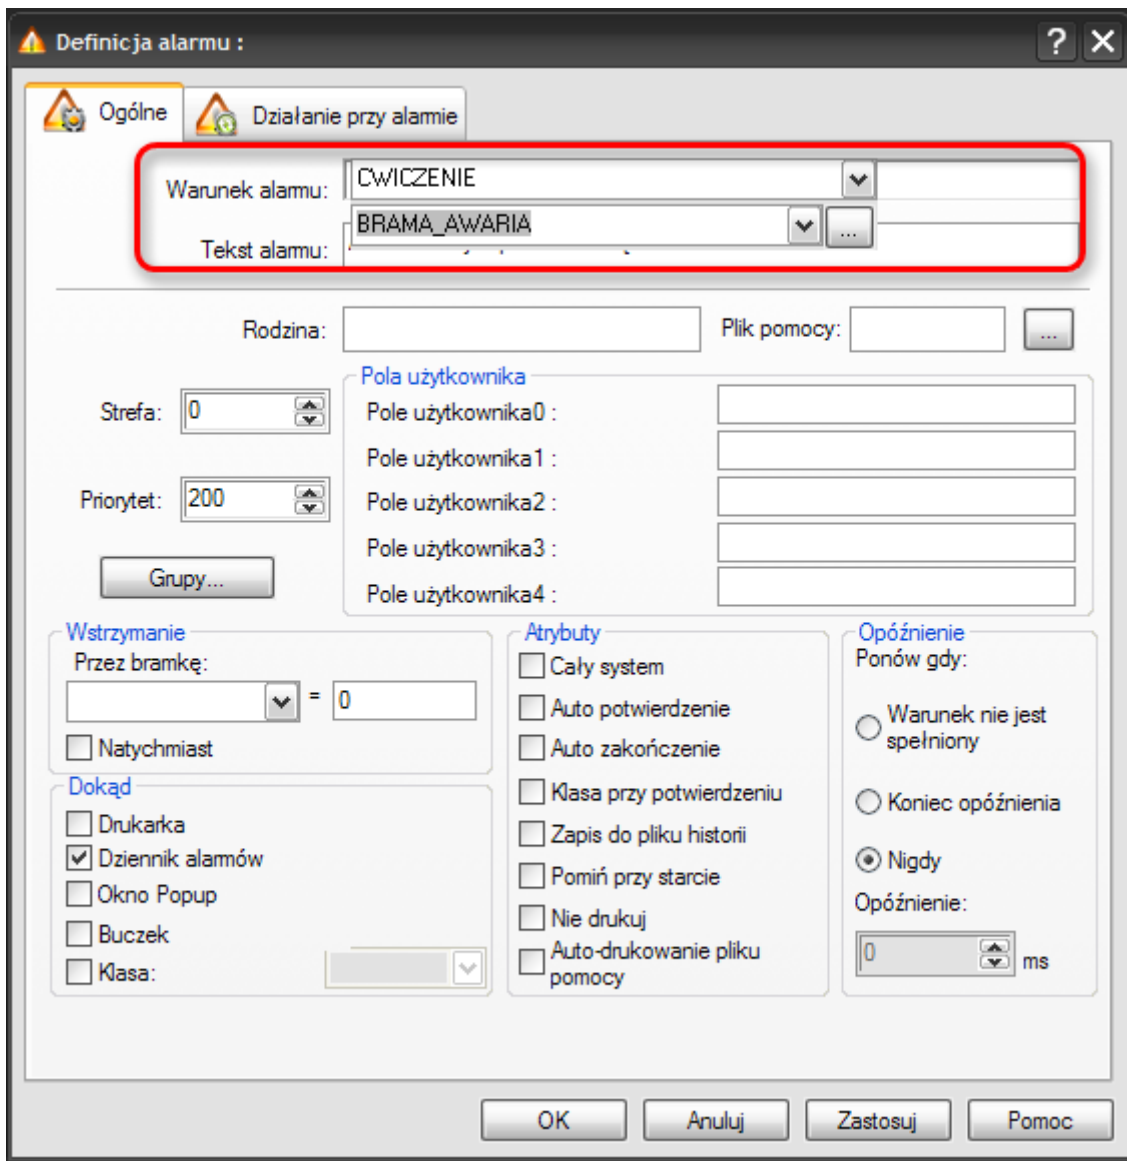 Definicja alarmu :
Ogólne
Działanie przy alarmie
Warunek alarmu: CWICZENIE
BRAMA_AWARIA ...
Tekst alarmu:
Rodzina: Plik pomocy: ...
Pola użytkownika
Strefa: 0
Pole użytkownika0 :
Pole użytkownika1 :
Priorytet: 200
Pole użytkownika2 :
Pole użytkownika3 :
Grupy...
Pole użytkownika4 :
Wstrzymanie
Przez bramkę:
= 0
Natychmiast
Dokąd
Drukarka
Dziennik alarmów
Okno Popup
Buczek
Klasa:
Atrybuty
Cały system
Auto potwierdzenie
Auto zakończenie
Klasa przy potwierdzeniu
Zapis do pliku historii
Pomiń przy starcie
Nie drukuj
Auto-drukowanie pliku
pomocy
Opóźnienie
Ponów gdy:
Warunek nie jest
spełniony
Koniec opóźnienia
Nigdy
Opóźnienie:
0 ms
OK Anuluj Zastosuj Pomoc